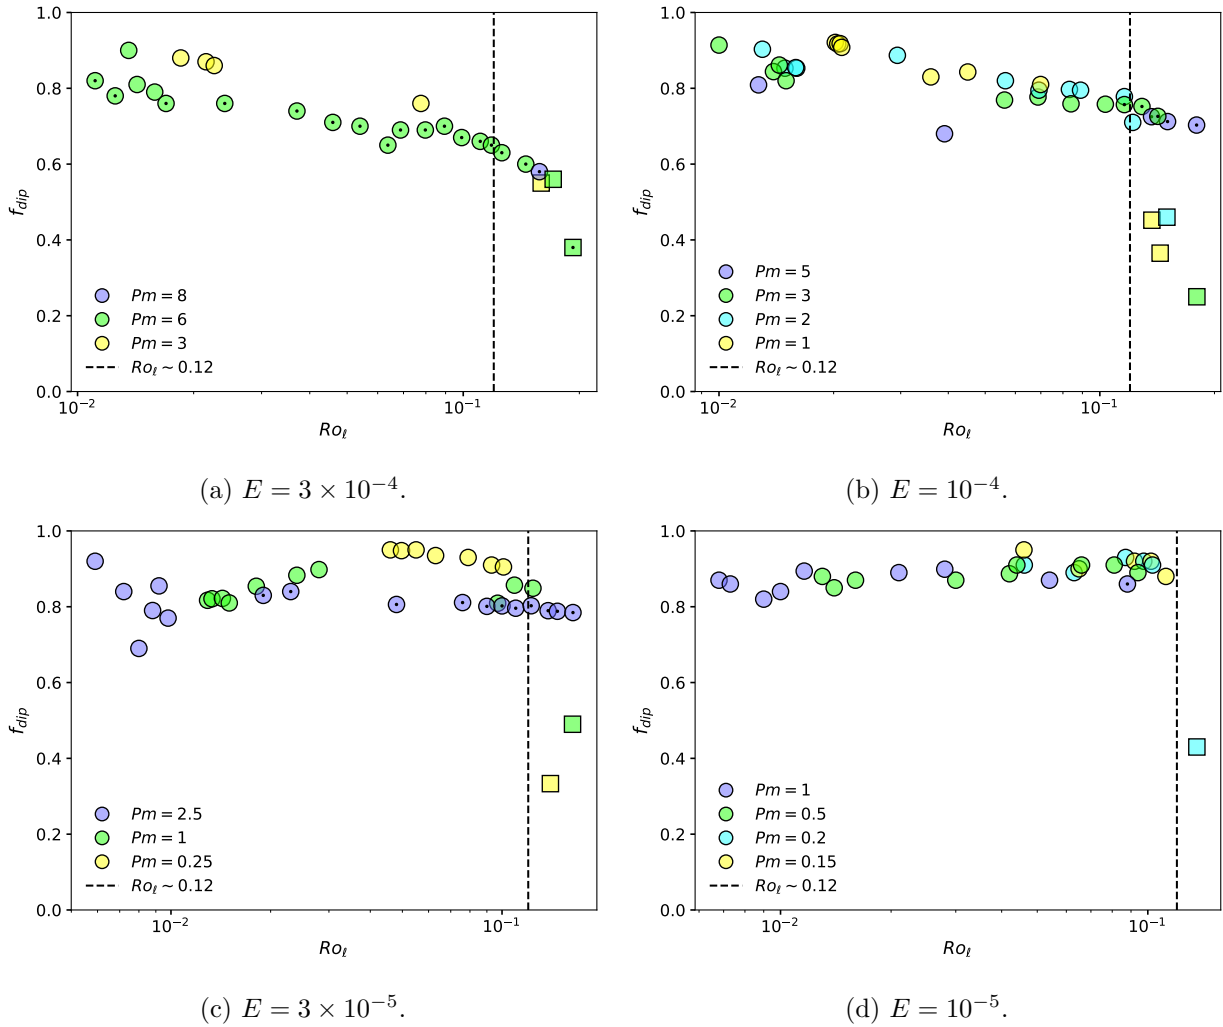 1.0
0.8
0.6
0.4
0.2
0.0
f_dip
Pm = 8
Pm = 6
Pm = 3
Ro_ℓ ~ 0.12
10⁻² 10⁻¹
Ro_ℓ
(a) E = 3 × 10⁻⁴.
1.0
0.8
0.6
0.4
0.2
0.0
f_dip
Pm = 5
Pm = 3
Pm = 2
Pm = 1
Ro_ℓ ~ 0.12
10⁻² 10⁻¹
Ro_ℓ
(b) E = 10⁻⁴.
1.0
0.8
0.6
0.4
0.2
0.0
f_dip
Pm = 2.5
Pm = 1
Pm = 0.25
Ro_ℓ ~ 0.12
10⁻² 10⁻¹
Ro_ℓ
(c) E = 3 × 10⁻⁵.
1.0
0.8
0.6
0.4
0.2
0.0
f_dip
Pm = 1
Pm = 0.5
Pm = 0.2
Pm = 0.15
Ro_ℓ ~ 0.12
10⁻² 10⁻¹
Ro_ℓ
(d) E = 10⁻⁵.